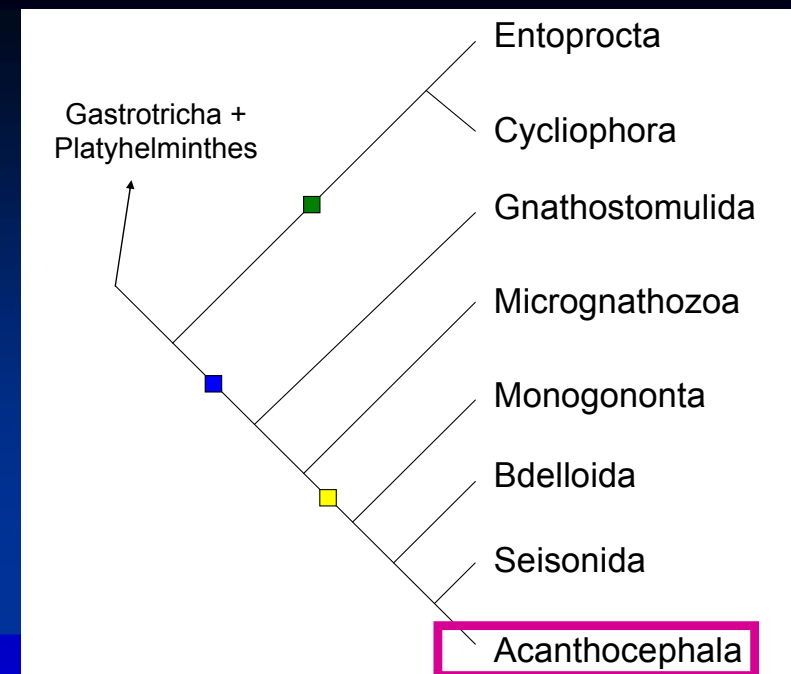 Entoprocta
Gastrotricha +
Platyhelminthes
Cycliophora
Gnathostomulida
Micrognathozoa
Monogononta
Bdelloida
Seisonida
Acanthocephala